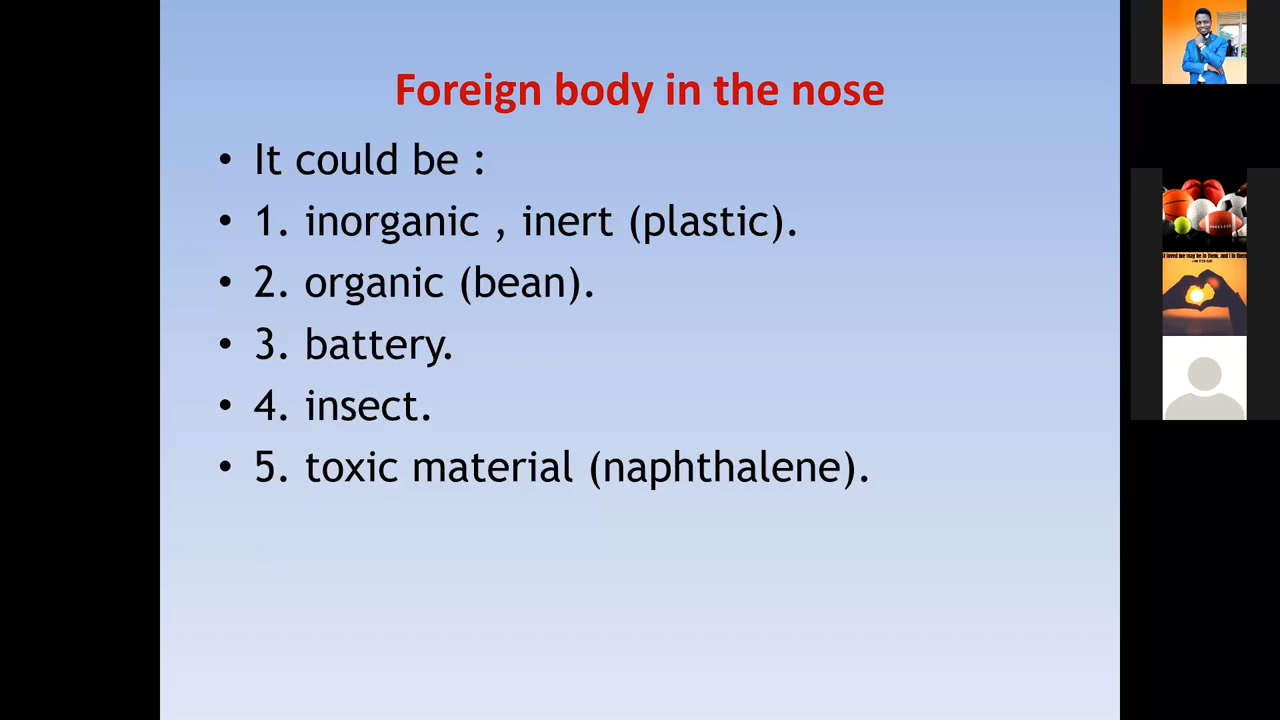 Foreign body in the nose
• It could be :
• 1. inorganic , inert (plastic).
• 2. organic (bean).
• 3. battery.
• 4. insect.
• 5. toxic material (naphthalene).